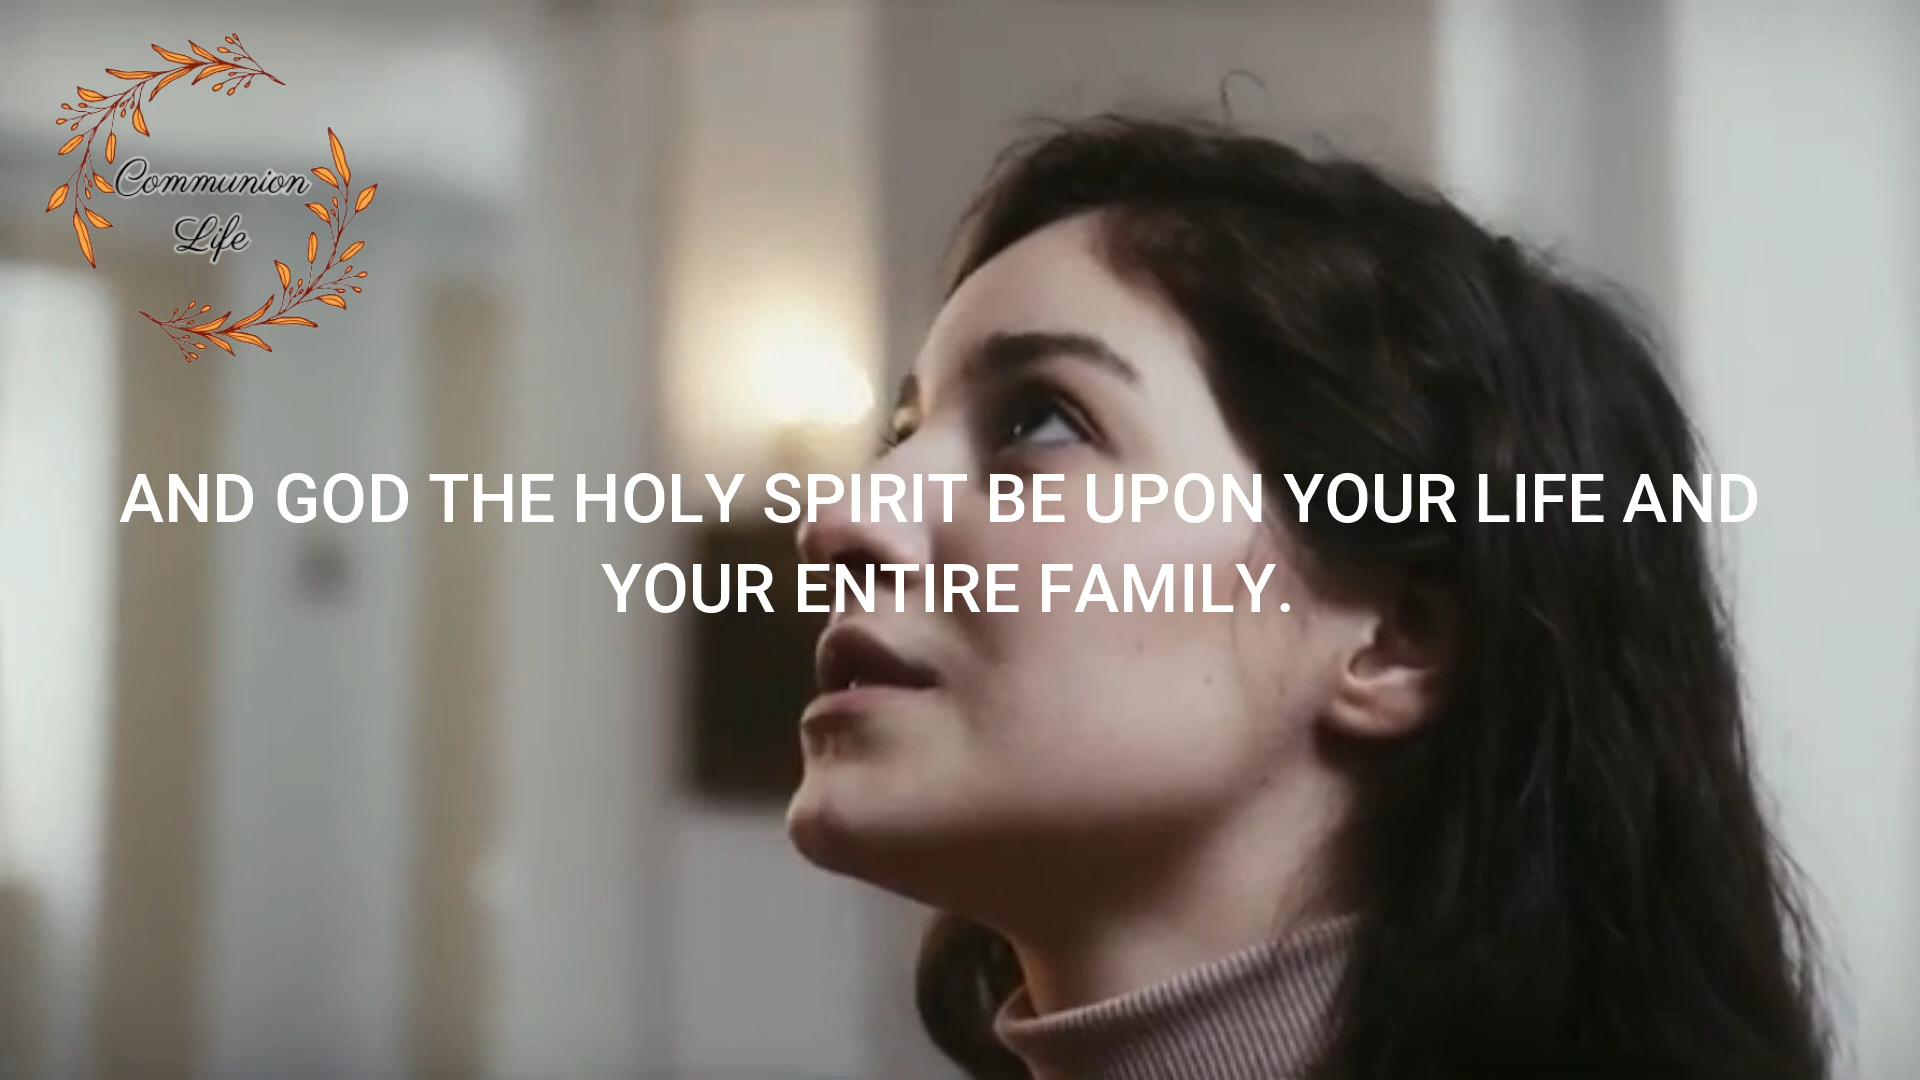 Communion
Life
AND GOD THE HOLY SPIRIT BE UPON YOUR LIFE AND
YOUR ENTIRE FAMILY.